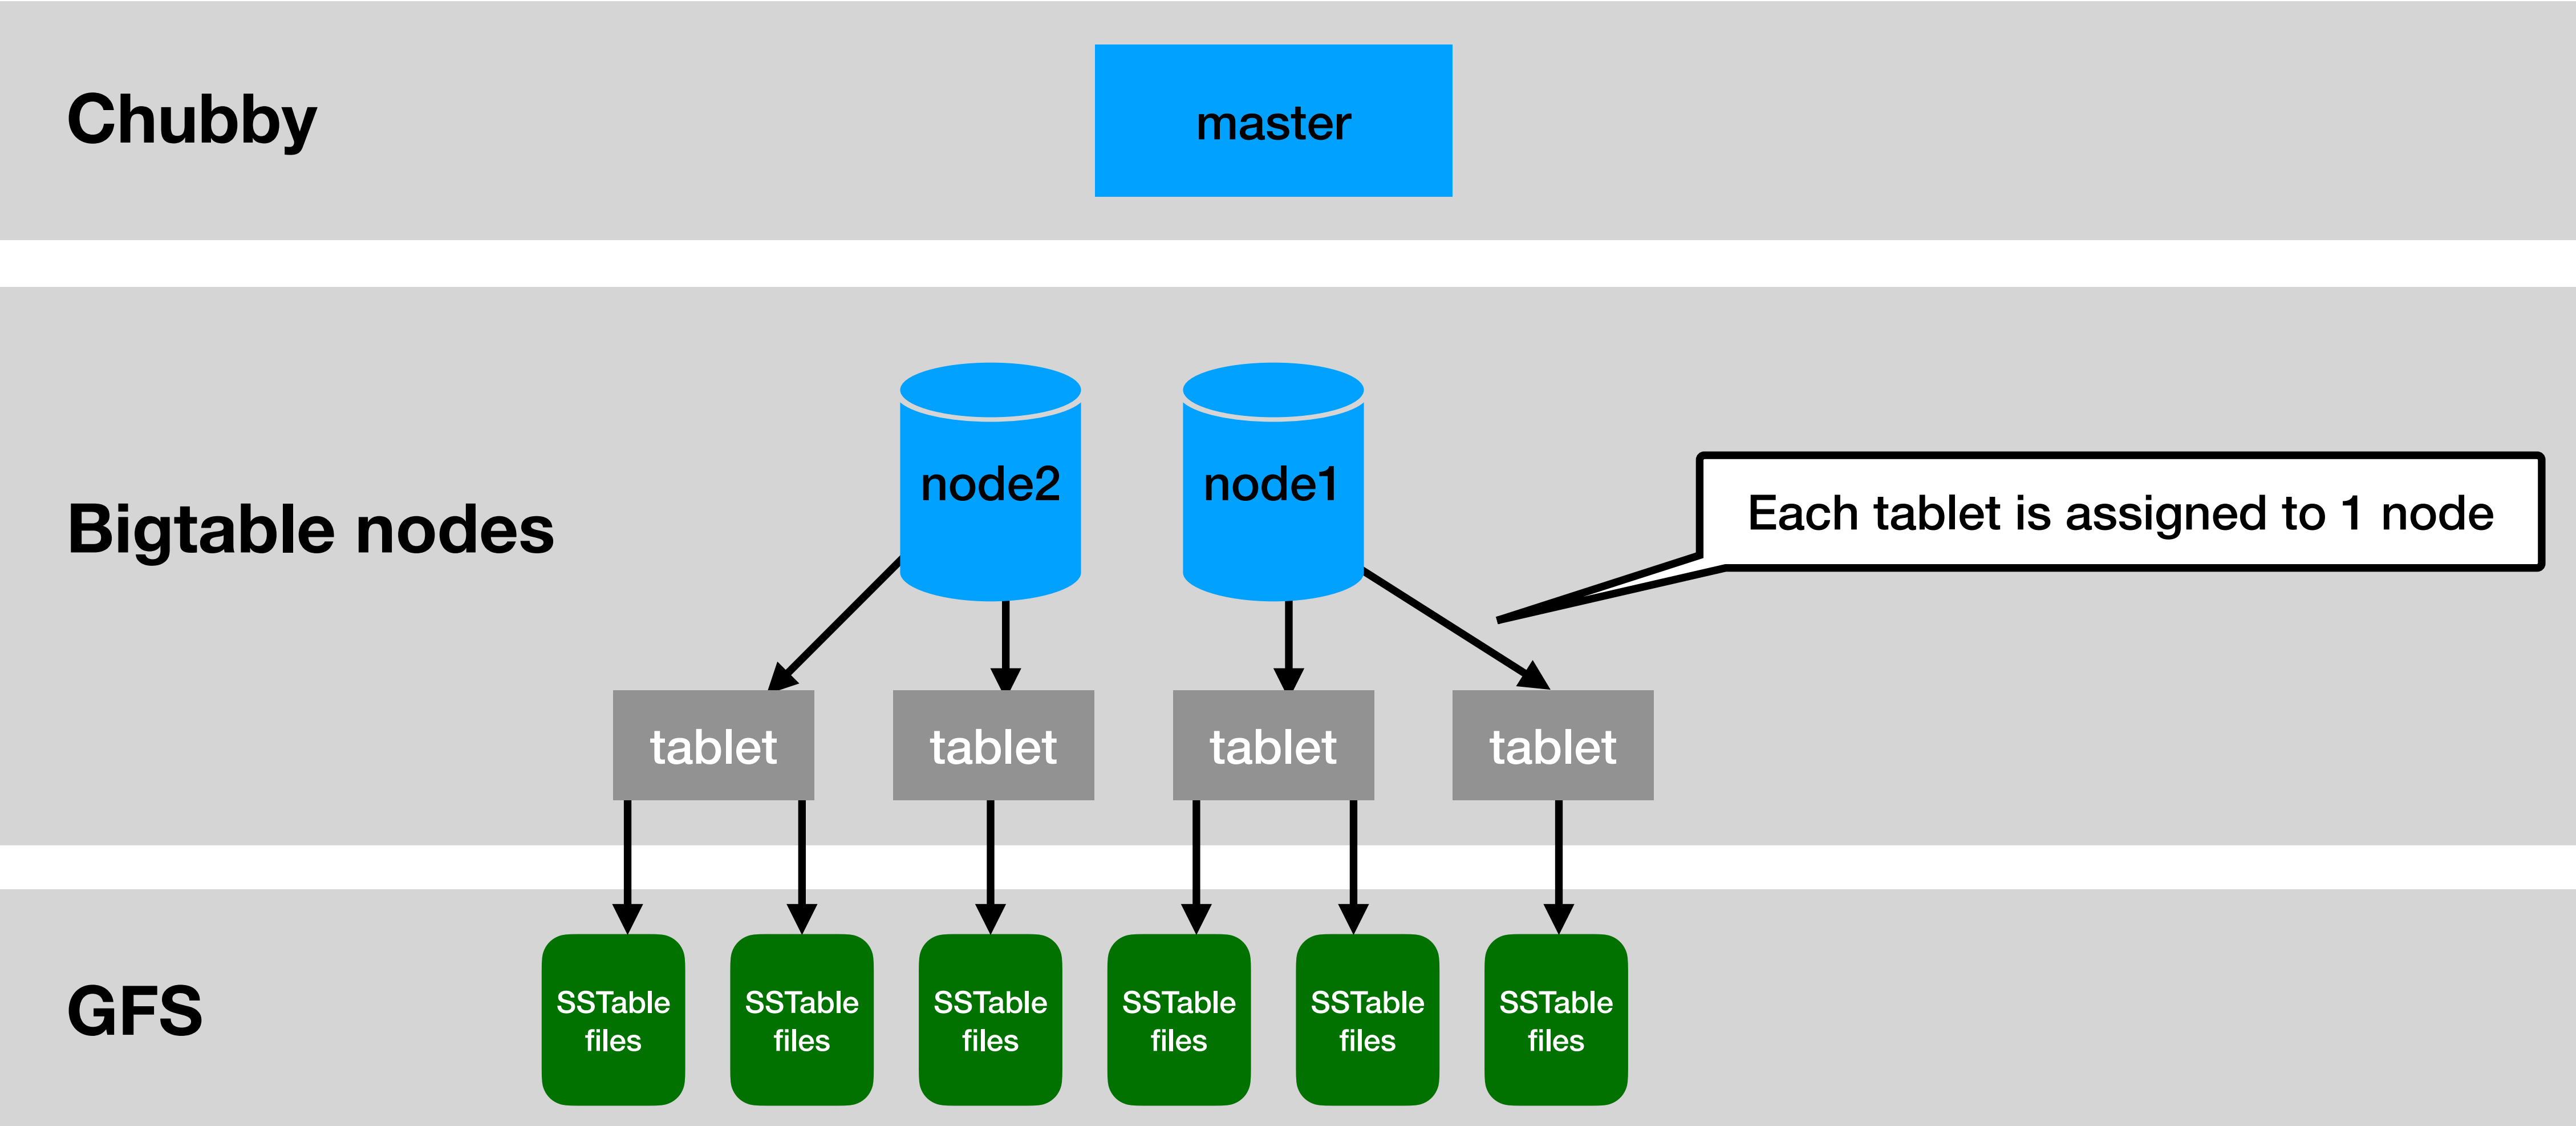 Chubby
master
Bigtable nodes
node2
node1
Each tablet is assigned to 1 node
tablet
tablet
tablet
tablet
GFS
SSTable
files
SSTable
files
SSTable
files
SSTable
files
SSTable
files
SSTable
files